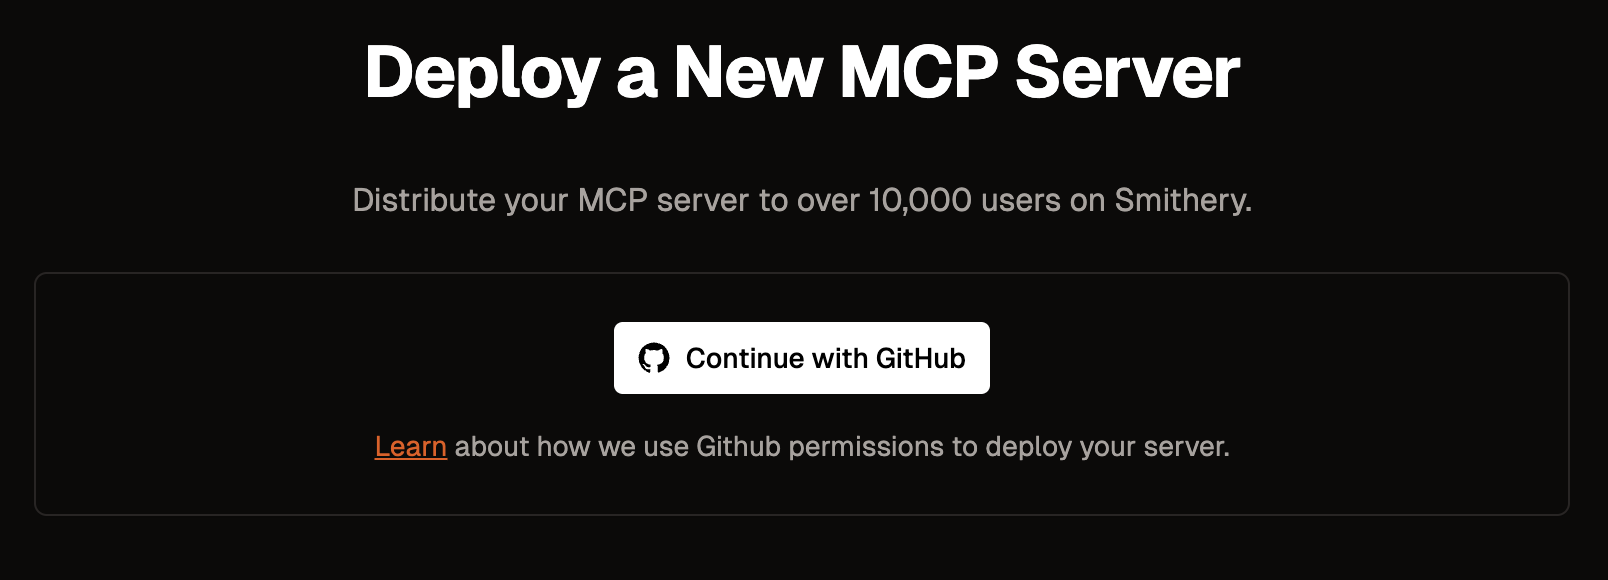 Deploy a New MCP Server
Distribute your MCP server to over 10,000 users on Smithery.
Continue with GitHub
Learn about how we use Github permissions to deploy your server.